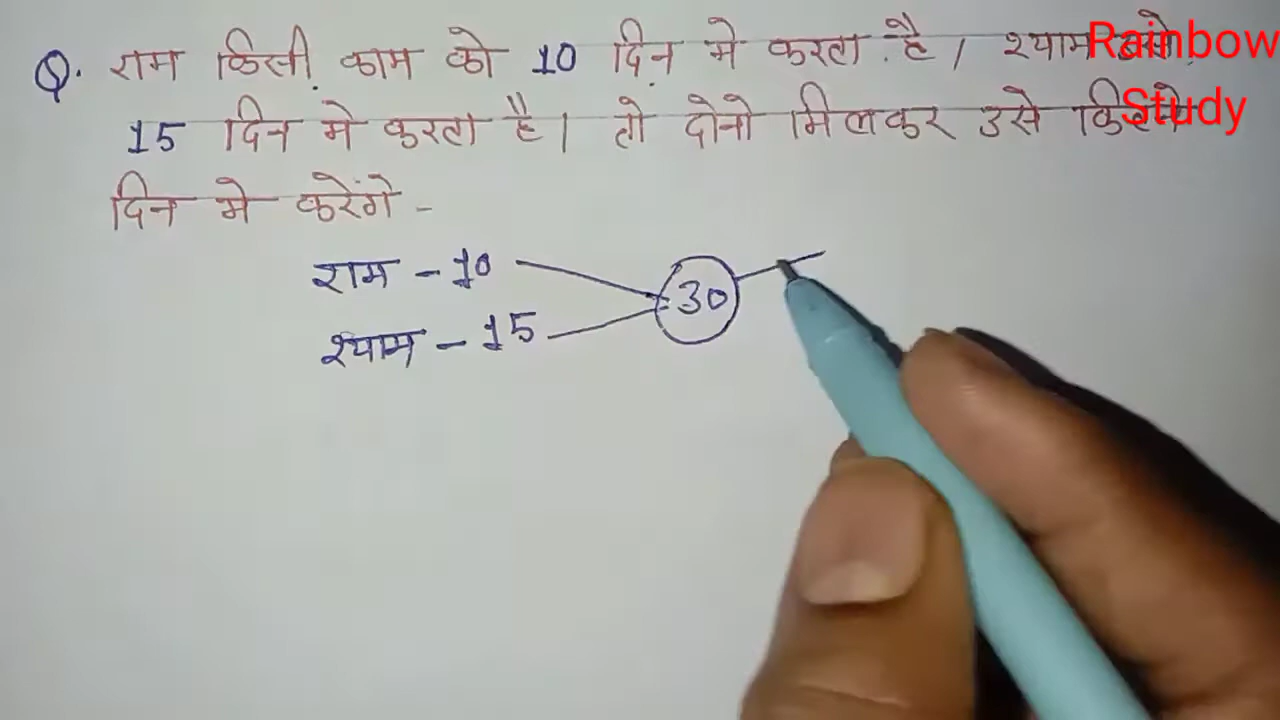 Q. राम किसी काम को 10 दिन मे करता है। श्याम
15 दिन मे करता है। तो दोनो मिलकर उसे
दिन मे करेंगे -
राम - 10
श्याम - 15
30
Rainbow
Study